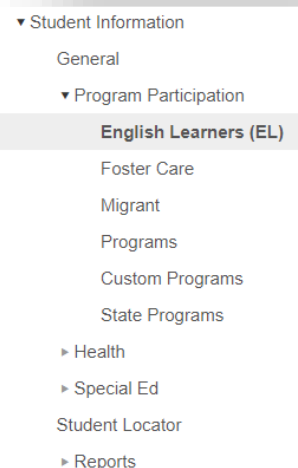 Student Information
General
Program Participation
English Learners (EL)
Foster Care
Migrant
Programs
Custom Programs
State Programs
Health
Special Ed
Student Locator
Reports